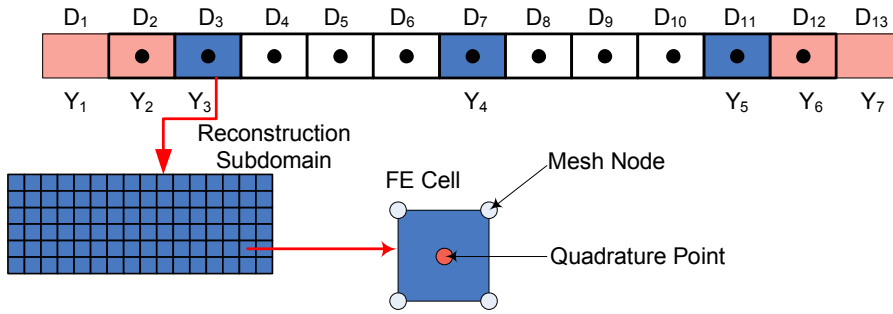 D₁ D₂ D₃ D₄ D₅ D₆ D₇ D₈ D₉ D₁₀ D₁₁ D₁₂ D₁₃
Y₁ Y₂ Y₃ Y₄ Y₅ Y₆ Y₇
Reconstruction
Subdomain
Mesh Node
FE Cell
Quadrature Point